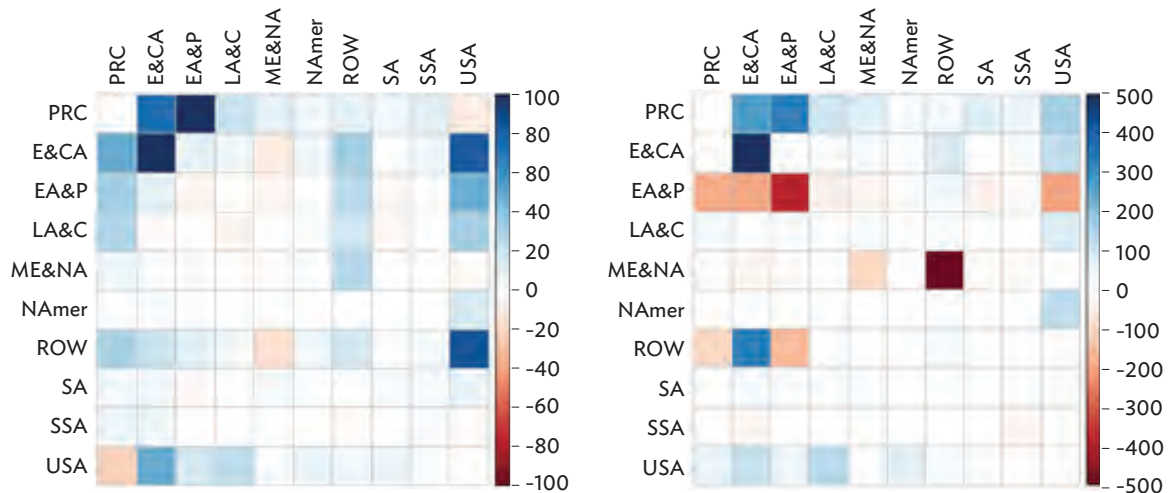 PRC E&CA EA&P LA&C ME&NA NAmer ROW SA SSA USA
PRC
E&CA
EA&P
LA&C
ME&NA
NAmer
ROW
SA
SSA
USA
100
80
60
40
20
0
-20
-40
-60
-80
-100
PRC E&CA EA&P LA&C ME&NA NAmer ROW SA SSA USA
PRC
E&CA
EA&P
LA&C
ME&NA
NAmer
ROW
SA
SSA
USA
500
400
300
200
100
0
-100
-200
-300
-400
-500